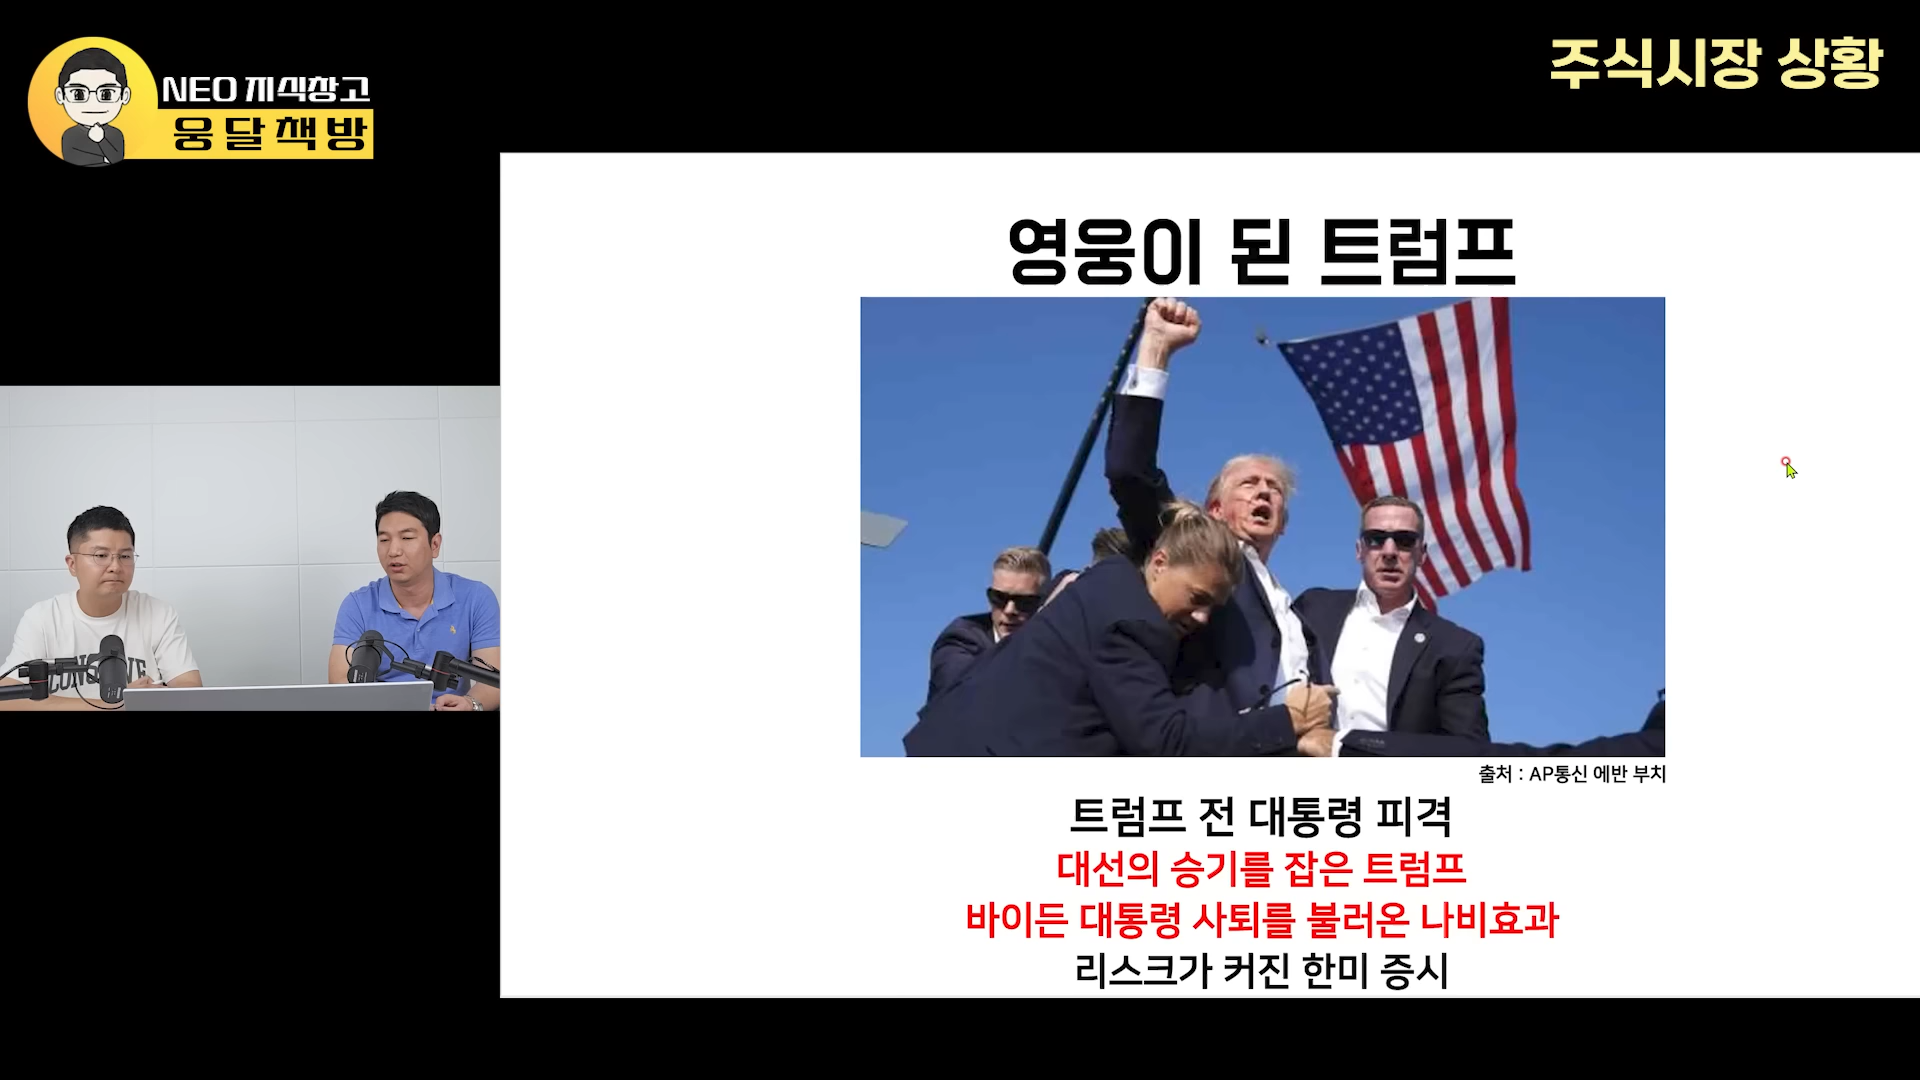 NEO 지식창고
웅달책방
주식시장 상황
영웅이 된 트럼프
출처 : AP통신 에반 부치
트럼프 전 대통령 피격
대선의 승기를 잡은 트럼프
바이든 대통령 사퇴를 불러온 나비효과
리스크가 커진 한미 증시